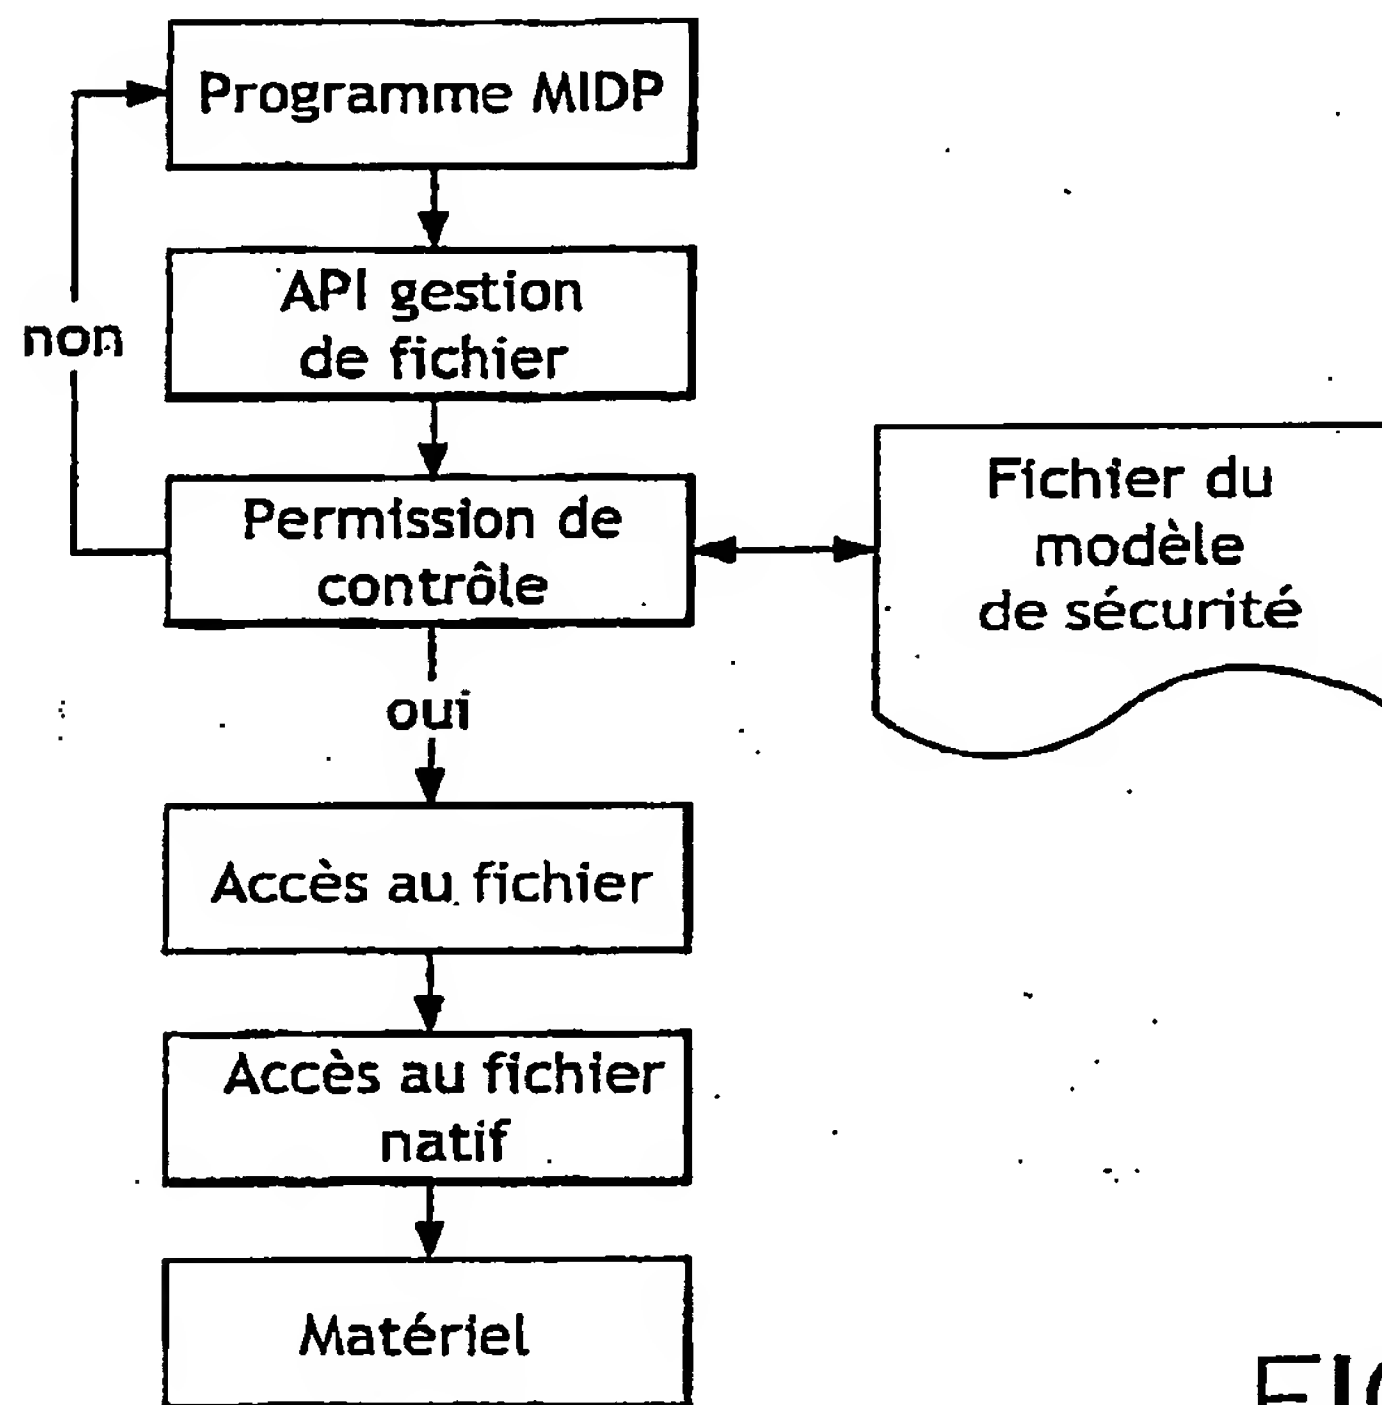 Programme MIDP
API gestion
de fichier
non
Permission de
contrôle
Fichier du
modèle
de sécurité
oui
Accès au fichier
Accès au fichier
natif
Matériel